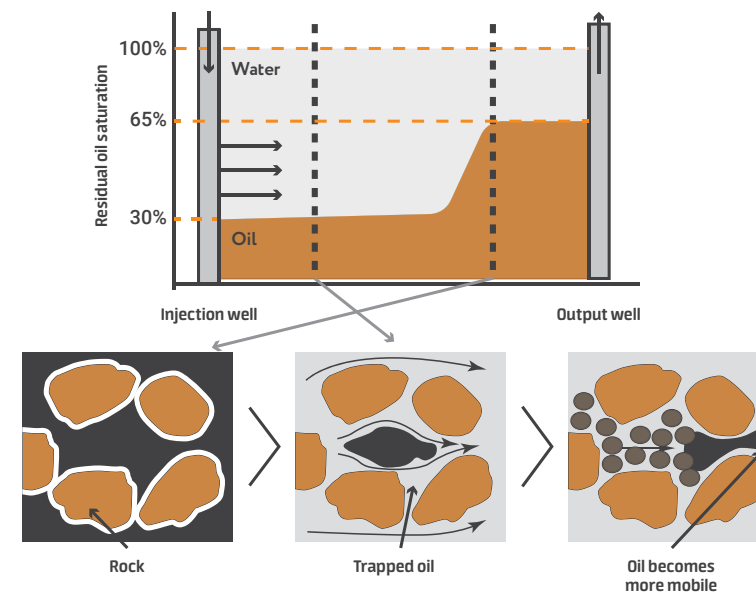 100%
Water
65%
Residual oil saturation
30%
Oil
Injection well
Output well
Rock
Trapped oil
Oil becomes
more mobile